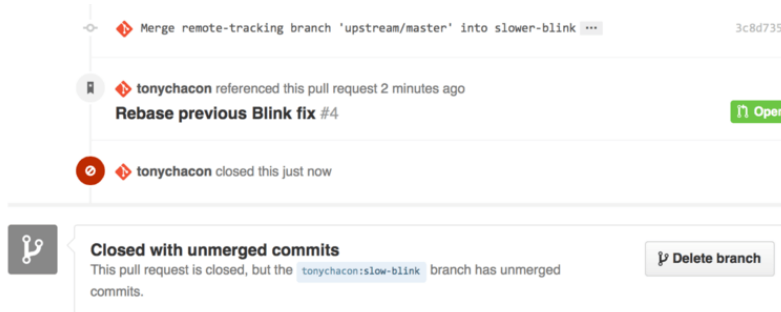 Merge remote-tracking branch 'upstream/master' into slower-blink ... 3c8d735
tonychacon referenced this pull request 2 minutes ago
Rebase previous Blink fix #4 Open
tonychacon closed this just now
Closed with unmerged commits
This pull request is closed, but the tonychacon:slow-blink branch has unmerged
commits.
Delete branch